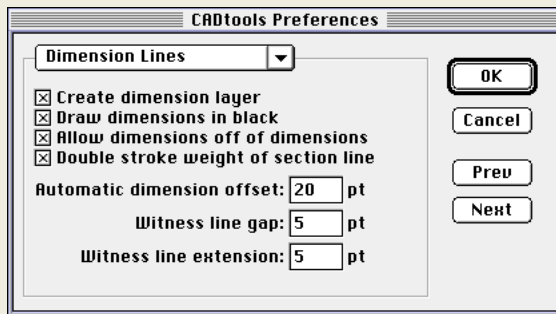 CADtools Preferences
Dimension Lines
Create dimension layer
Draw dimensions in black
Allow dimensions off of dimensions
Double stroke weight of section line
Automatic dimension offset: 20 pt
Witness line gap: 5 pt
Witness line extension: 5 pt
OK
Cancel
Prev
Next